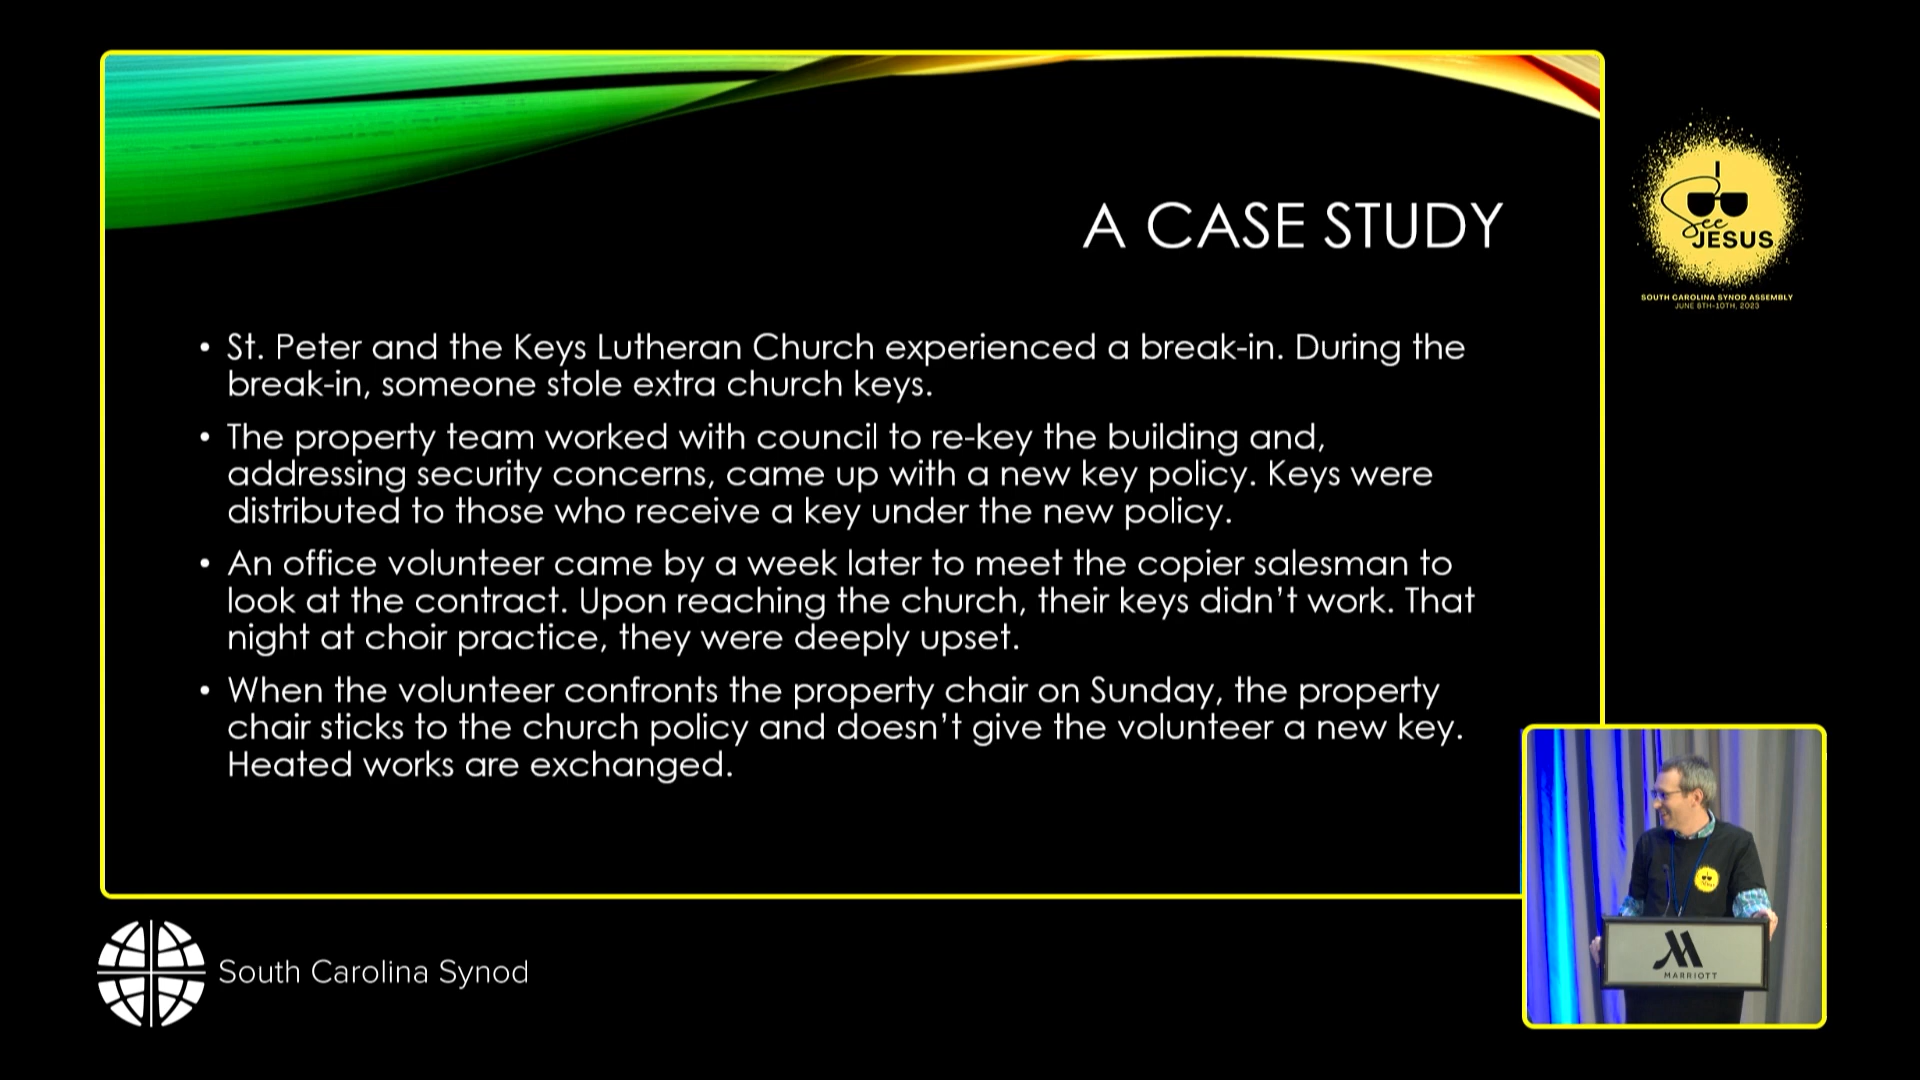 A CASE STUDY
• St. Peter and the Keys Lutheran Church experienced a break-in. During the
break-in, someone stole extra church keys.
• The property team worked with council to re-key the building and,
addressing security concerns, came up with a new key policy. Keys were
distributed to those who receive a key under the new policy.
• An office volunteer came by a week later to meet the copier salesman to
look at the contract. Upon reaching the church, their keys didn’t work. That
night at choir practice, they were deeply upset.
• When the volunteer confronts the property chair on Sunday, the property
chair sticks to the church policy and doesn’t give the volunteer a new key.
Heated works are exchanged.
I
See
JESUS
SOUTH CAROLINA SYNOD ASSEMBLY
JUNE 8TH-10TH, 2023
MARRIOTT
South Carolina Synod